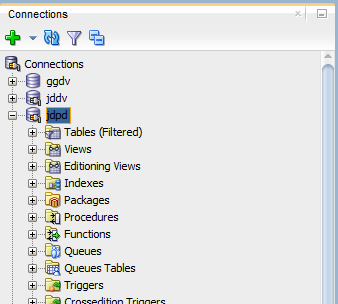 Connections
Connections
ggdv
jddv
jdpd
Tables (Filtered)
Views
Editioning Views
Indexes
Packages
Procedures
Functions
Queues
Queues Tables
Triggers
Crossedition Triggers